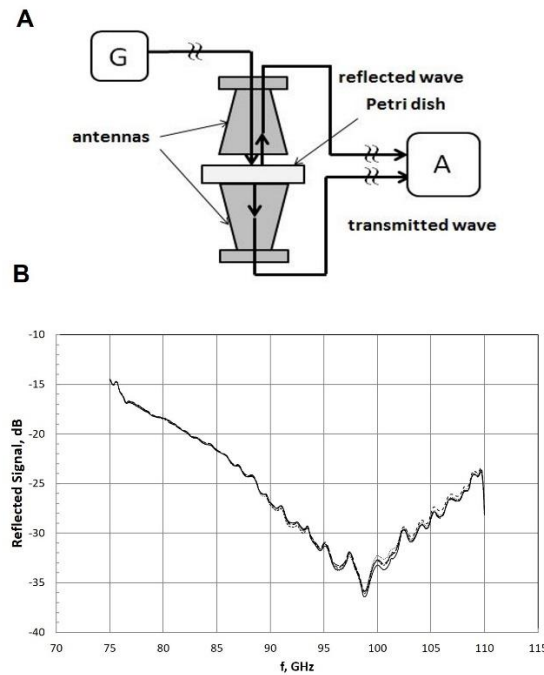 A
G
reflected wave
Petri dish
antennas
A
transmitted wave
B
-10
-15
-20
-25
-30
-35
-40
Reflected Signal, dB
70 75 80 85 90 95 100 105 110 115
f, GHz